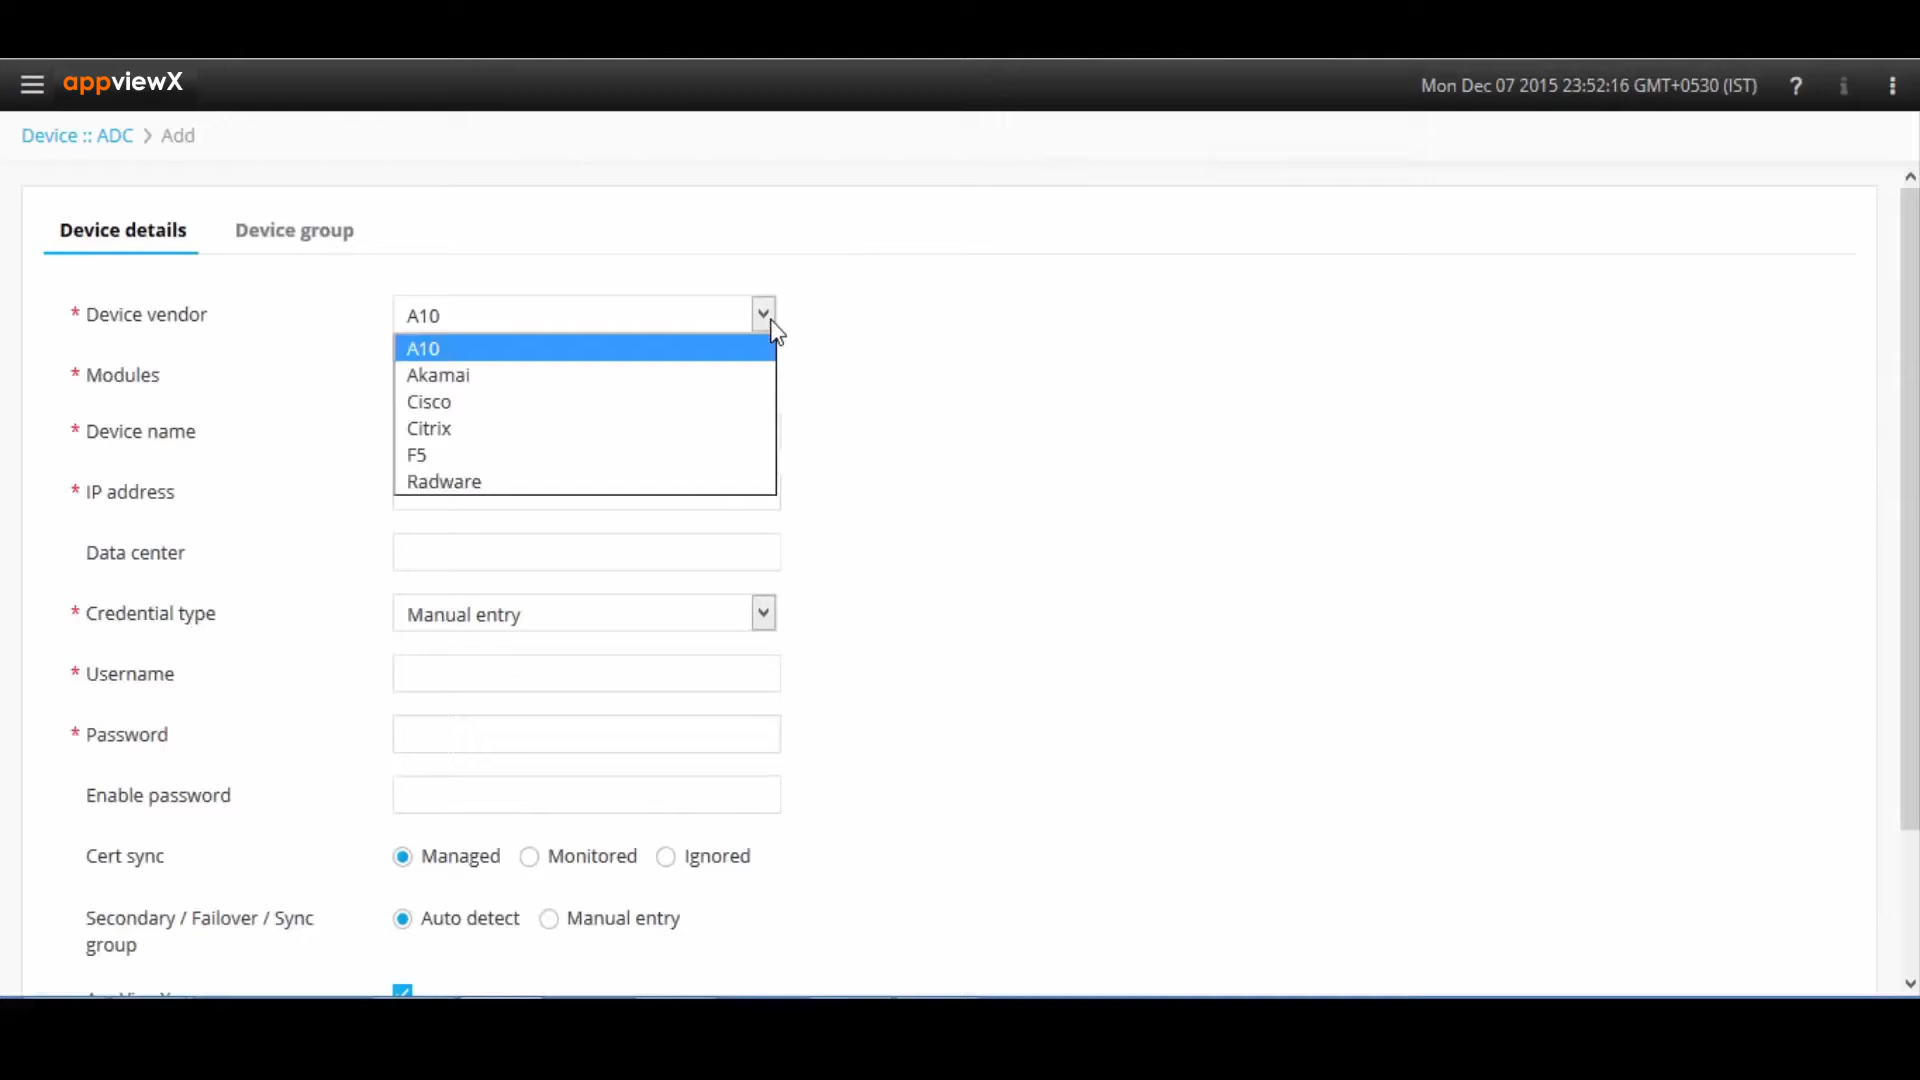 appviewX
Mon Dec 07 2015 23:52:16 GMT+0530 (IST) ? i
Device :: ADC > Add
Device details Device group
* Device vendor A10
A10
* Modules Akamai
Cisco
* Device name Citrix
F5
* IP address Radware
Data center
* Credential type Manual entry
* Username
* Password
Enable password
Cert sync Managed Monitored Ignored
Secondary / Failover / Sync Auto detect Manual entry
group